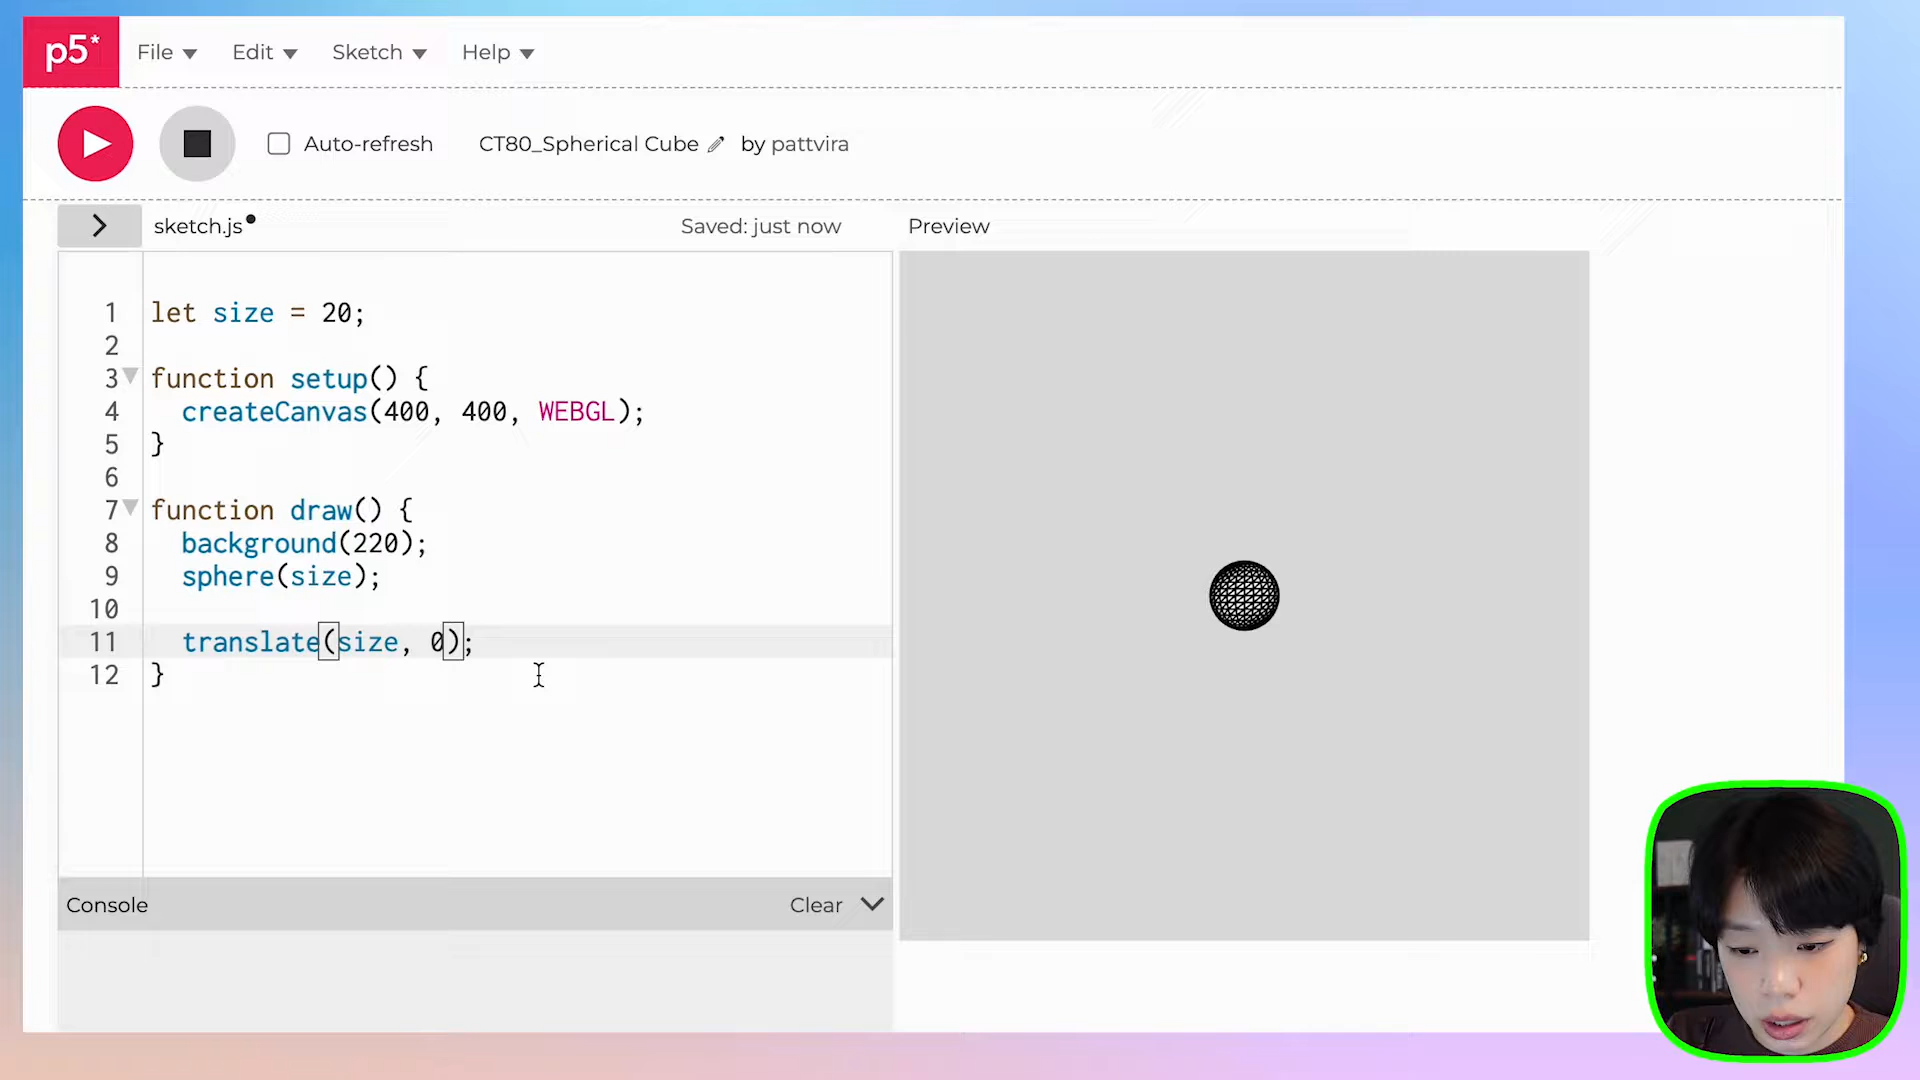 p5*
File Edit Sketch Help
Auto-refresh CT80_Spherical Cube by pattvira
sketch.js Saved: just now Preview
1 let size = 20;
2
3 function setup() {
4 createCanvas(400, 400, WEBGL);
5 }
6
7 function draw() {
8 background(220);
9 sphere(size);
10
11 translate(size, 0);
12 }
Console Clear